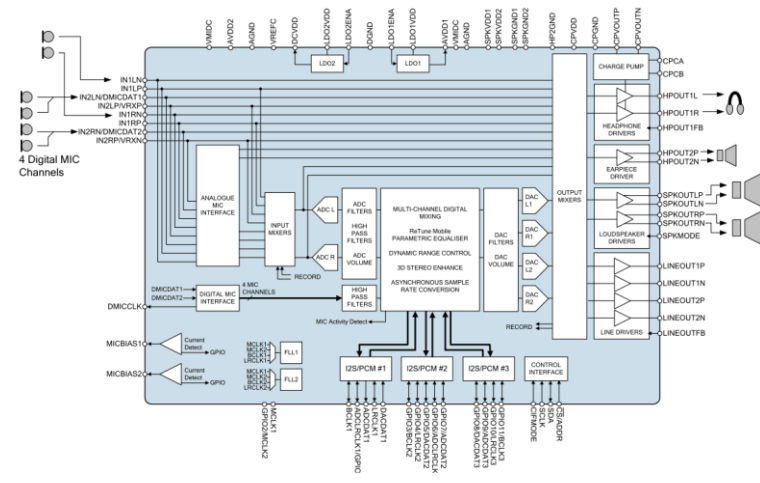 VMIDC
AVDD2
AGND
VREFC
DCVDD
LDO2VDD
LDO2ENA
DGND
LDO1ENA
LDO1VDD
AVDD1
VMIDC
AGND
SPKVDD1
SPKVDD2
SPKGND1
SPKGND2
HP2GND
CPVDD
CPGND
CPVOUTP
CPVOUTN
LDO2
LDO1
CHARGE PUMP
CPCA
CPCB
IN1LN
IN1LP
IN2LN/DMICDAT1
IN2LP/VRXP
IN1RN
IN1RP
IN2RN/DMICDAT2
IN2RP/VRXN
4 Digital MIC
Channels
HPOUT1L
HPOUT1R
HPOUT1FB
HEADPHONE
DRIVERS
HPOUT2P
HPOUT2N
EARPIECE
DRIVER
SPKOUTLP
SPKOUTLN
SPKOUTRP
SPKOUTRN
SPKMODE
LOUDSPEAKER
DRIVERS
LINEOUT1P
LINEOUT1N
LINEOUT2P
LINEOUT2N
LINEOUTFB
LINE DRIVERS
ANALOGUE
MIC
INTERFACE
INPUT
MIXERS
RECORD
ADC L
ADC R
ADC
FILTERS
HIGH
PASS
FILTERS
ADC
VOLUME
MULTI-CHANNEL DIGITAL
MIXING
ReTune Mobile
PARAMETRIC EQUALISER
DYNAMIC RANGE CONTROL
3D STEREO ENHANCE
ASYNCHRONOUS SAMPLE
RATE CONVERSION
DAC
FILTERS
DAC
VOLUME
DAC
L1
DAC
R1
DAC
L2
DAC
R2
OUTPUT
MIXERS
RECORD
DMICDAT1
DMICDAT2
DIGITAL MIC
INTERFACE
4 MIC
CHANNELS
HIGH
PASS
FILTERS
MIC Activity Detect
DMICCLK
MICBIAS1
Current
Detect
GPIO
MICBIAS2
Current
Detect
GPIO
MCLK1
MCLK2
BCLK1
LRCLK1
FLL1
MCLK1
MCLK2
BCLK2
LRCLK2
FLL2
I2S/PCM #1
I2S/PCM #2
I2S/PCM #3
CONTROL
INTERFACE
GPIO2/MCLK2
MCLK1
BCLK1
ADCLRCLK1/GPIO
ADCDAT1
LRCLK1
DACDAT1
GPIO3/BCLK2
GPIO4/LRCLK2
GPIO5/DACDAT2
GPIO6/ADCLRCLK
GPIO7/ADCDAT2
GPIO8/DACDAT3
GPIO9/ADCDAT3
GPIO10/LRCLK3
GPIO11/BCLK3
CIFMODE
SCLK
SDA
CS/ADDR